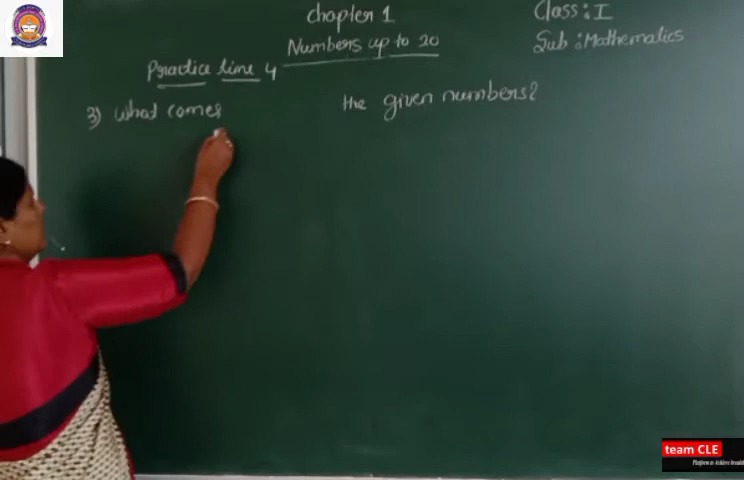 Chapter 1
Class: I
Numbers up to 20
Sub: Mathematics
Practice time 4
3) What comes the given numbers?
team CLE